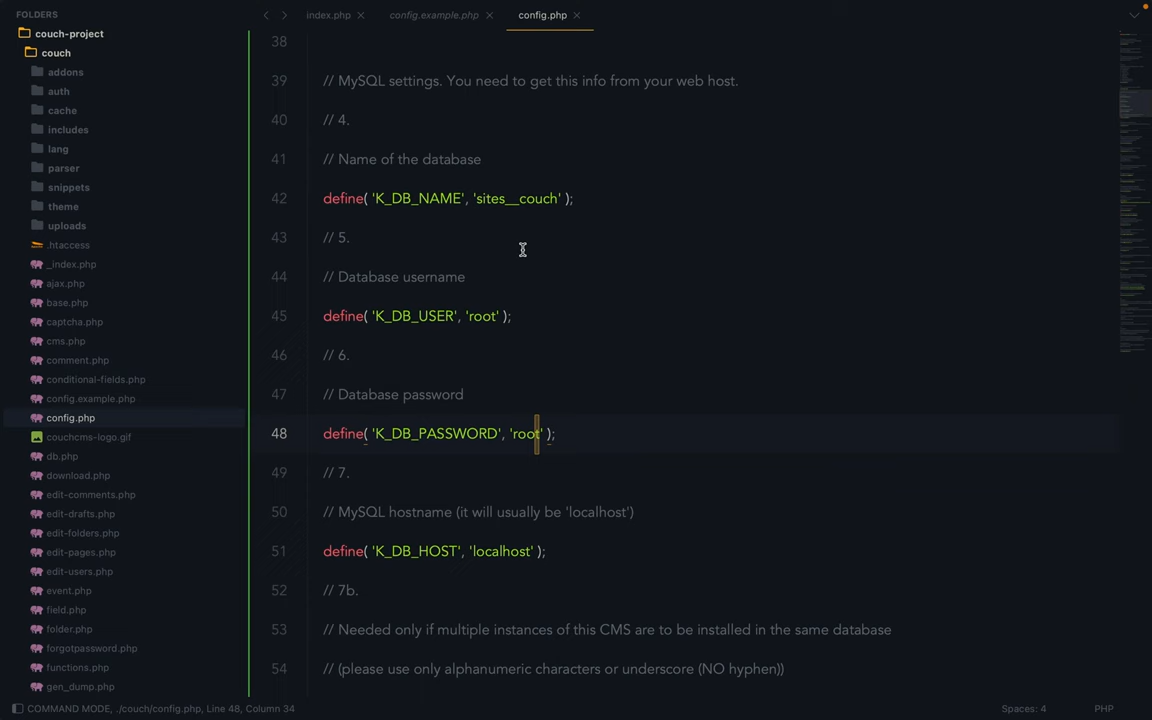 FOLDERS
couch-project
couch
addons
auth
cache
includes
lang
parser
snippets
theme
uploads
.htaccess
_index.php
ajax.php
base.php
captcha.php
cms.php
comment.php
conditional-fields.php
config.example.php
config.php
couchcms-logo.gif
db.php
download.php
edit-comments.php
edit-drafts.php
edit-folders.php
edit-pages.php
edit-users.php
event.php
field.php
folder.php
forgotpassword.php
functions.php
gen_dump.php
index.php
config.example.php
config.php
38
39 // MySQL settings. You need to get this info from your web host.
40 // 4.
41 // Name of the database
42 define( 'K_DB_NAME', 'sites__couch' );
43 // 5.
44 // Database username
45 define( 'K_DB_USER', 'root' );
46 // 6.
47 // Database password
48 define( 'K_DB_PASSWORD', 'root' );
49 // 7.
50 // MySQL hostname (it will usually be 'localhost')
51 define( 'K_DB_HOST', 'localhost' );
52 // 7b.
53 // Needed only if multiple instances of this CMS are to be installed in the same database
54 // (please use only alphanumeric characters or underscore (NO hyphen))
COMMAND MODE, ./couch/config.php, Line 48, Column 34
Spaces: 4
PHP